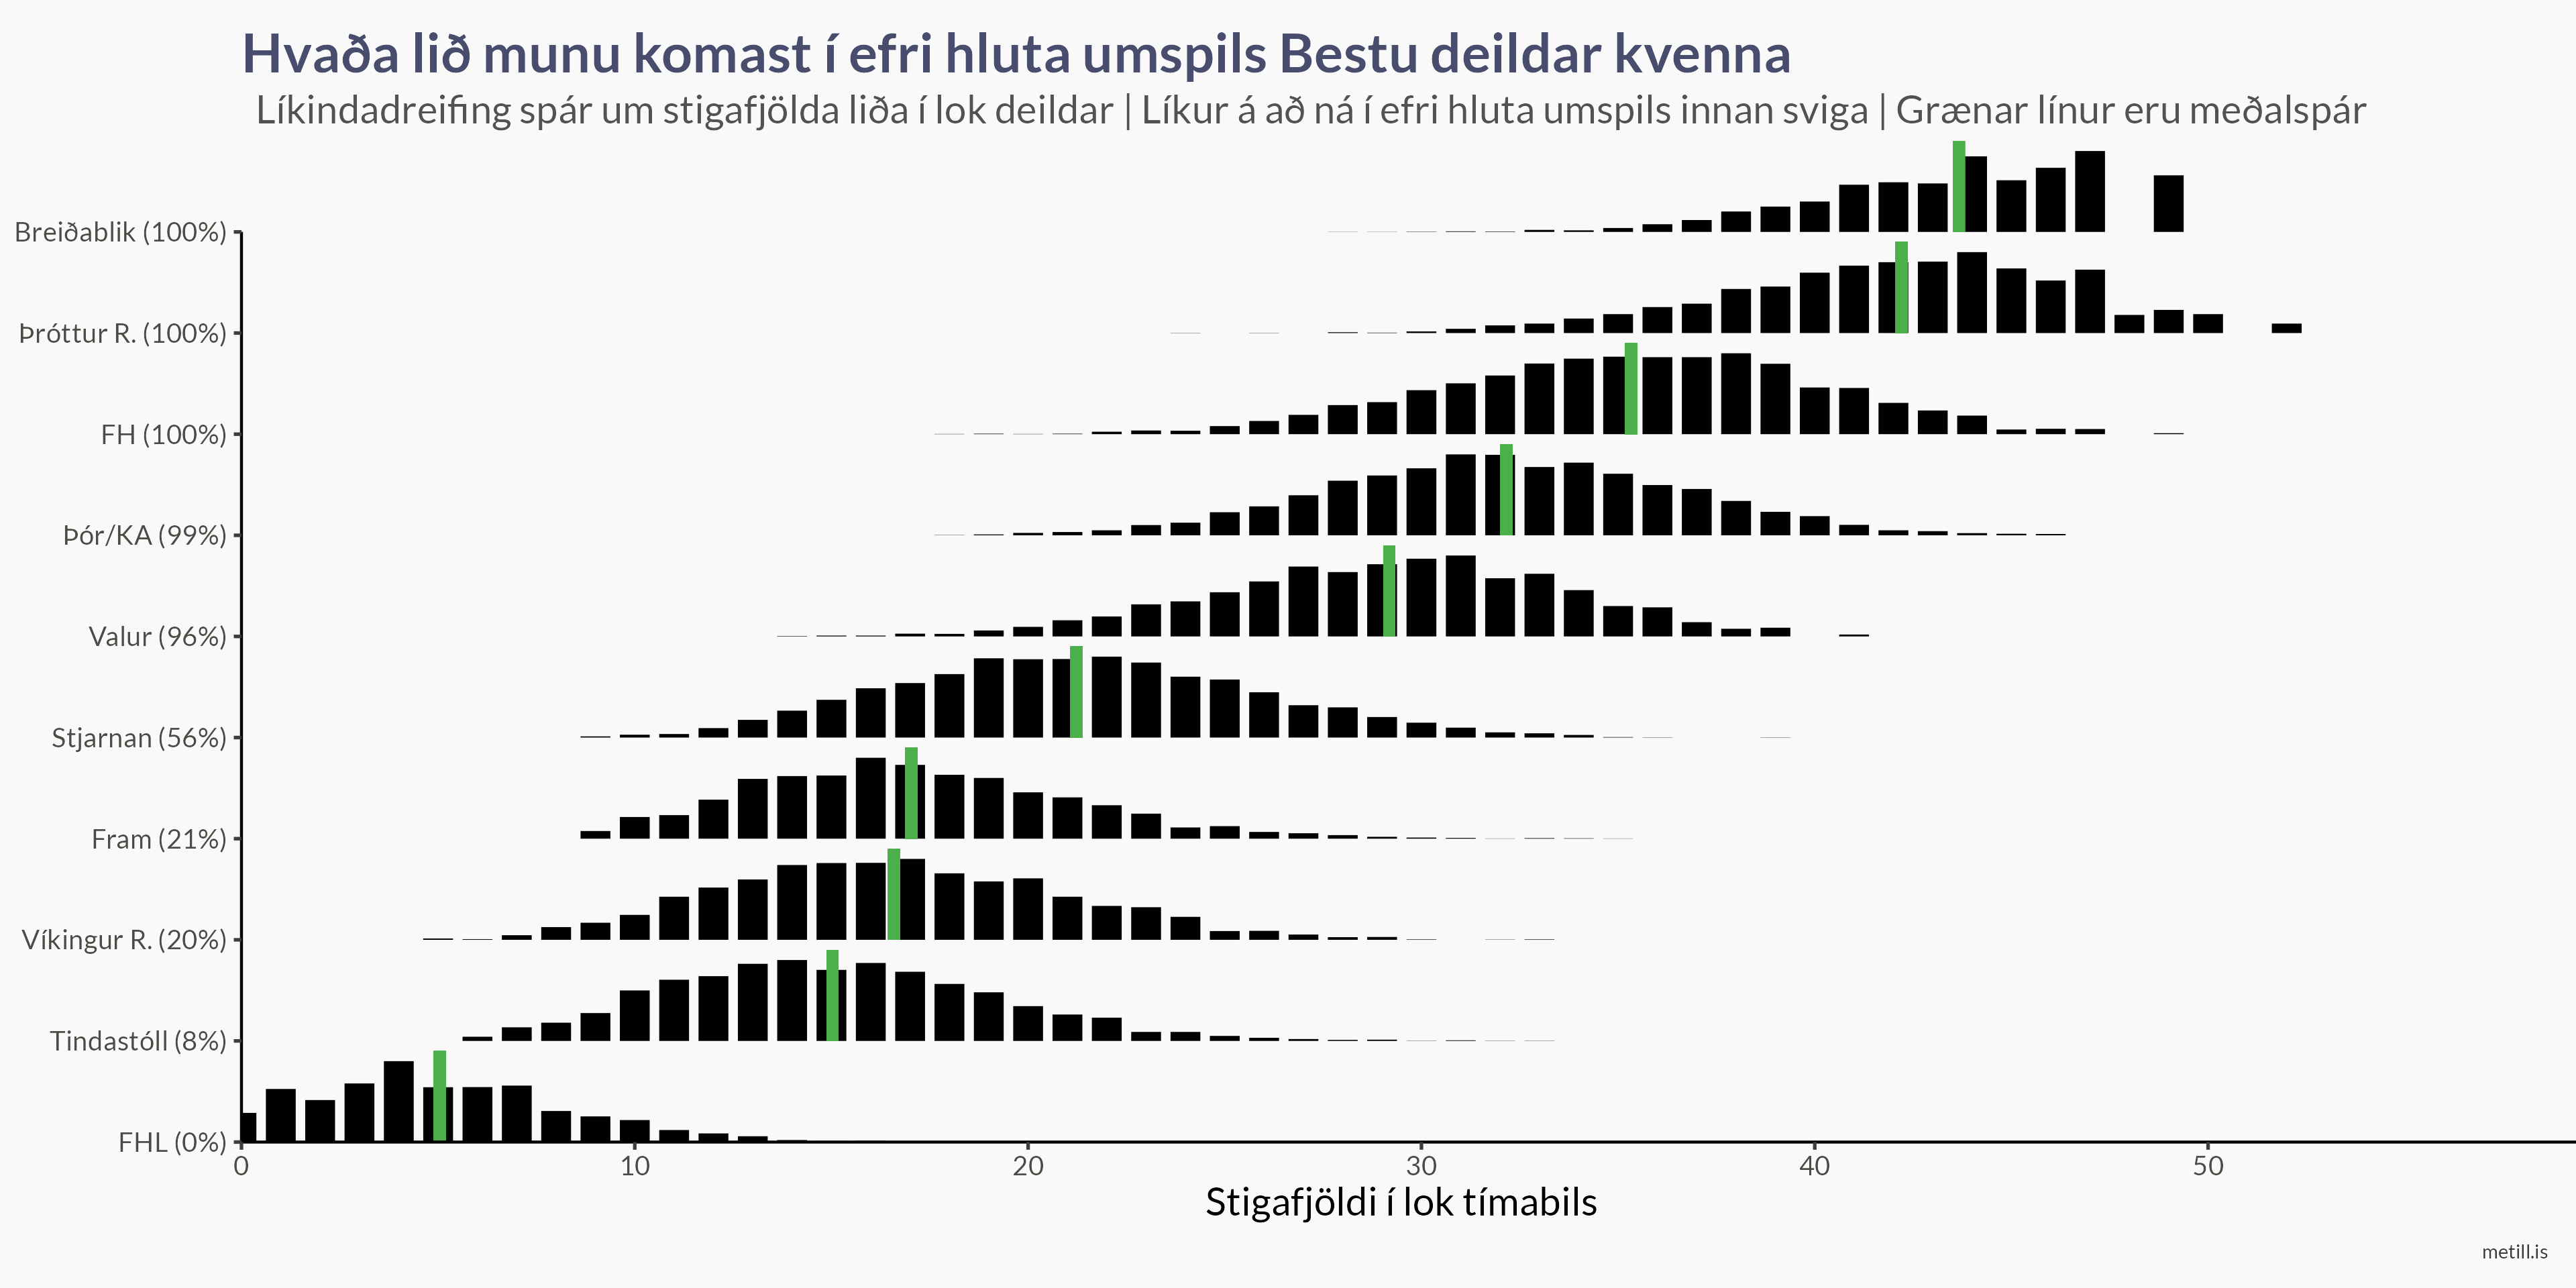 Hvaða lið munu komast í efri hluta umspils Bestu deildar kvenna
Líkindadreifing spár um stigafjölda liða í lok deildar | Líkur á að ná í efri hluta umspils innan sviga | Grænar línur eru meðalspár
Breiðablik (100%)
Þróttur R. (100%)
FH (100%)
Þór/KA (99%)
Valur (96%)
Stjarnan (56%)
Fram (21%)
Víkingur R. (20%)
Tindastóll (8%)
FHL (0%)
0 10 20 30 40 50
Stigafjöldi í lok tímabils
metill.is